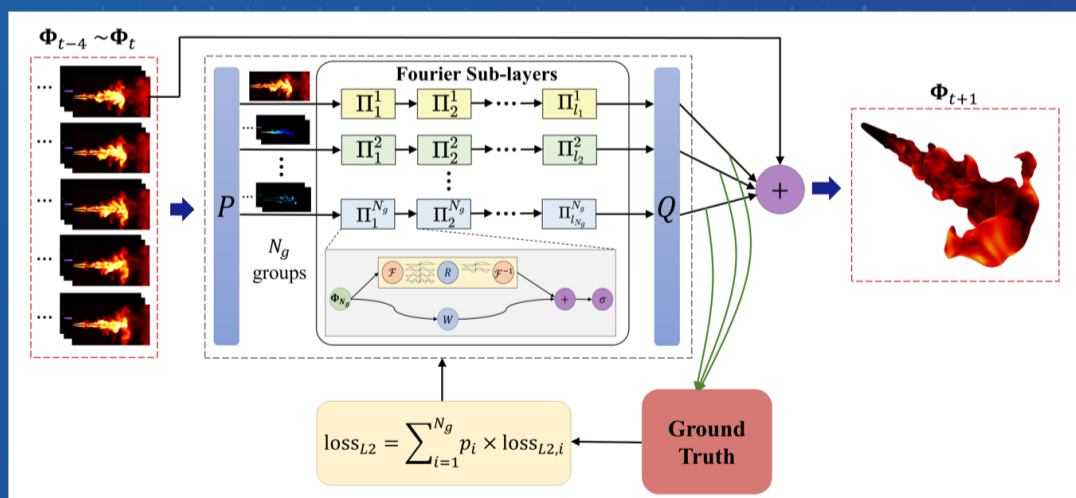 Φ_{t−4} ~Φ_t
Fourier Sub-layers
Φ_{t+1}
...
Π_1^1 Π_2^1 ... Π_{l_1}^1
...
Π_1^2 Π_2^2 Π_{l_2}^2
...
P
Π_1^{N_g} Π_2^{N_g} ... Π_{l_{N_g}}^{N_g}
Q
+
N_g
groups
...
Φ_{N_g} ℱ R ℱ^{−1} + σ
W
...
loss_{L2} = ∑_{i=1}^{N_g} p_i × loss_{L2,i}
Ground
Truth